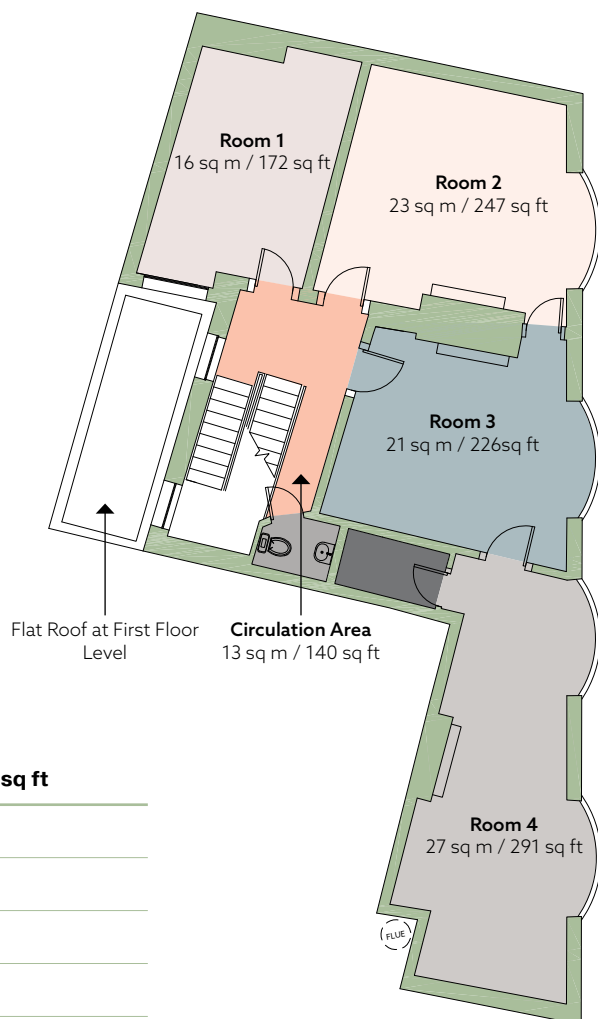 Room 1
16 sq m / 172 sq ft
Room 2
23 sq m / 247 sq ft
Room 3
21 sq m / 226sq ft
Flat Roof at First Floor
Level
Circulation Area
13 sq m / 140 sq ft
sq ft
Room 4
27 sq m / 291 sq ft
FLUE